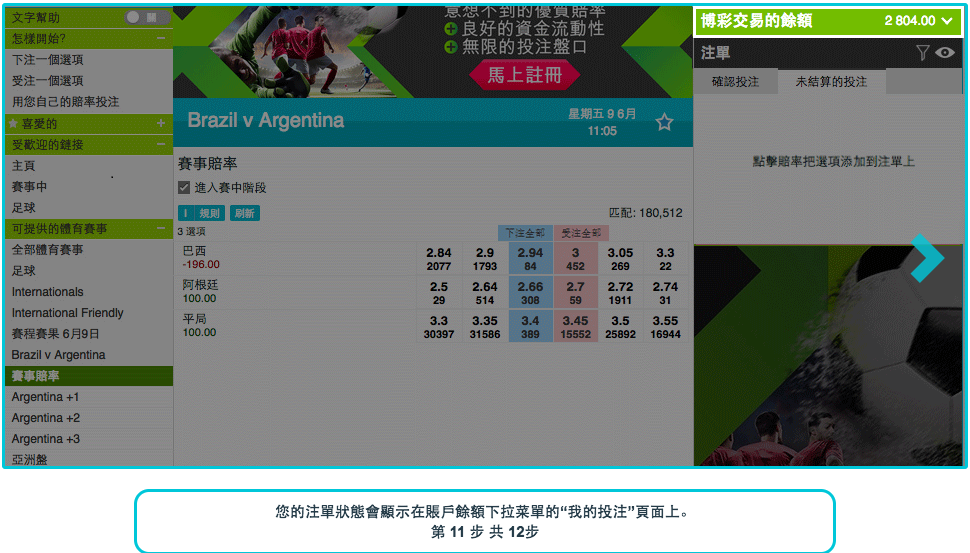 文字幫助 關
怎樣開始? −
下注一個選項
受注一個選項
用您自己的賠率投注
喜愛的 +
受歡迎的鏈接 −
主頁
賽事中
足球
可提供的體育賽事 −
全部體育賽事
足球
Internationals
International Friendly
賽程賽果 6月9日
Brazil v Argentina
賽事賠率
Argentina +1
Argentina +2
Argentina +3
亞洲盤
意想不到的優質賠率
良好的資金流動性
無限的投注盤口
馬上註冊
Brazil v Argentina
星期五 9 6月
11:05
賽事賠率
進入賽中階段
I 規則 刷新
匹配: 180,512
3 選項 下注全部 受注全部
巴西 2.84 2.9 2.94 3 3.05 3.3
-196.00 2077 1793 84 452 269 22
阿根廷 2.5 2.64 2.66 2.7 2.72 2.74
100.00 29 514 308 59 1911 31
平局 3.3 3.35 3.4 3.45 3.5 3.55
100.00 30397 31586 389 15552 25892 16944
博彩交易的餘額 2 804.00
注單
確認投注 未結算的投注
點擊賠率把選項添加到注單上
您的注單狀態會顯示在賬戶餘額下拉菜單的“我的投注”頁面上。
第 11 步 共 12步